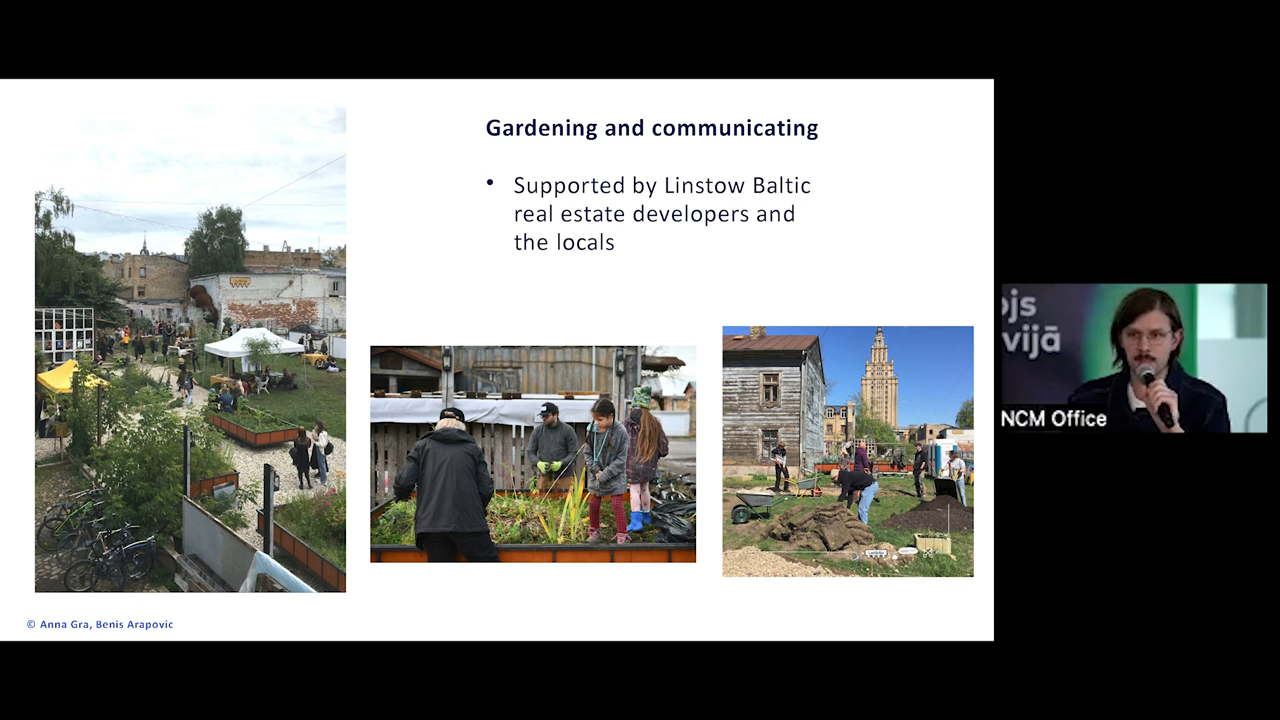 Gardening and communicating
• Supported by Linstow Baltic
real estate developers and
the locals
© Anna Gra, Benis Arapovic
ojs
vijā
NCM Office